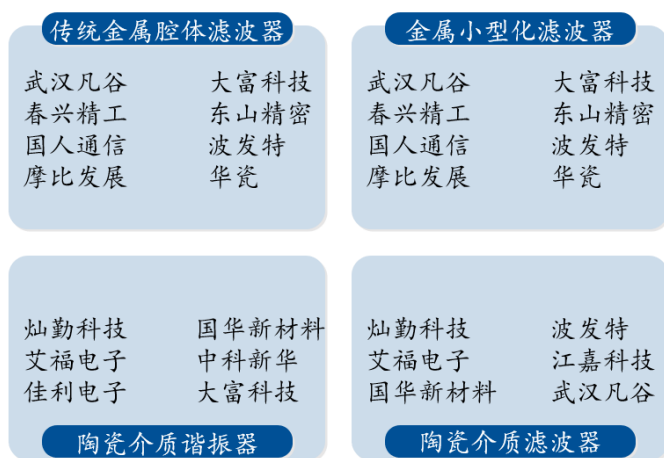 传统金属腔体滤波器
武汉凡谷 大富科技
春兴精工 东山精密
国人通信 波发特
摩比发展 华瓷
金属小型化滤波器
武汉凡谷 大富科技
春兴精工 东山精密
国人通信 波发特
摩比发展 华瓷
灿勤科技 国华新材料
艾福电子 中科新华
佳利电子 大富科技
陶瓷介质谐振器
灿勤科技 波发特
艾福电子 江嘉科技
国华新材料 武汉凡谷
陶瓷介质滤波器